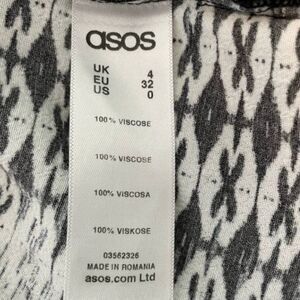 asos
UK 4
EU 32
US 0
100% VISCOSE
100% VISCOSE
100% VISCOSA
100% VISKOSE
03562326
MADE IN ROMANIA
asos.com Ltd